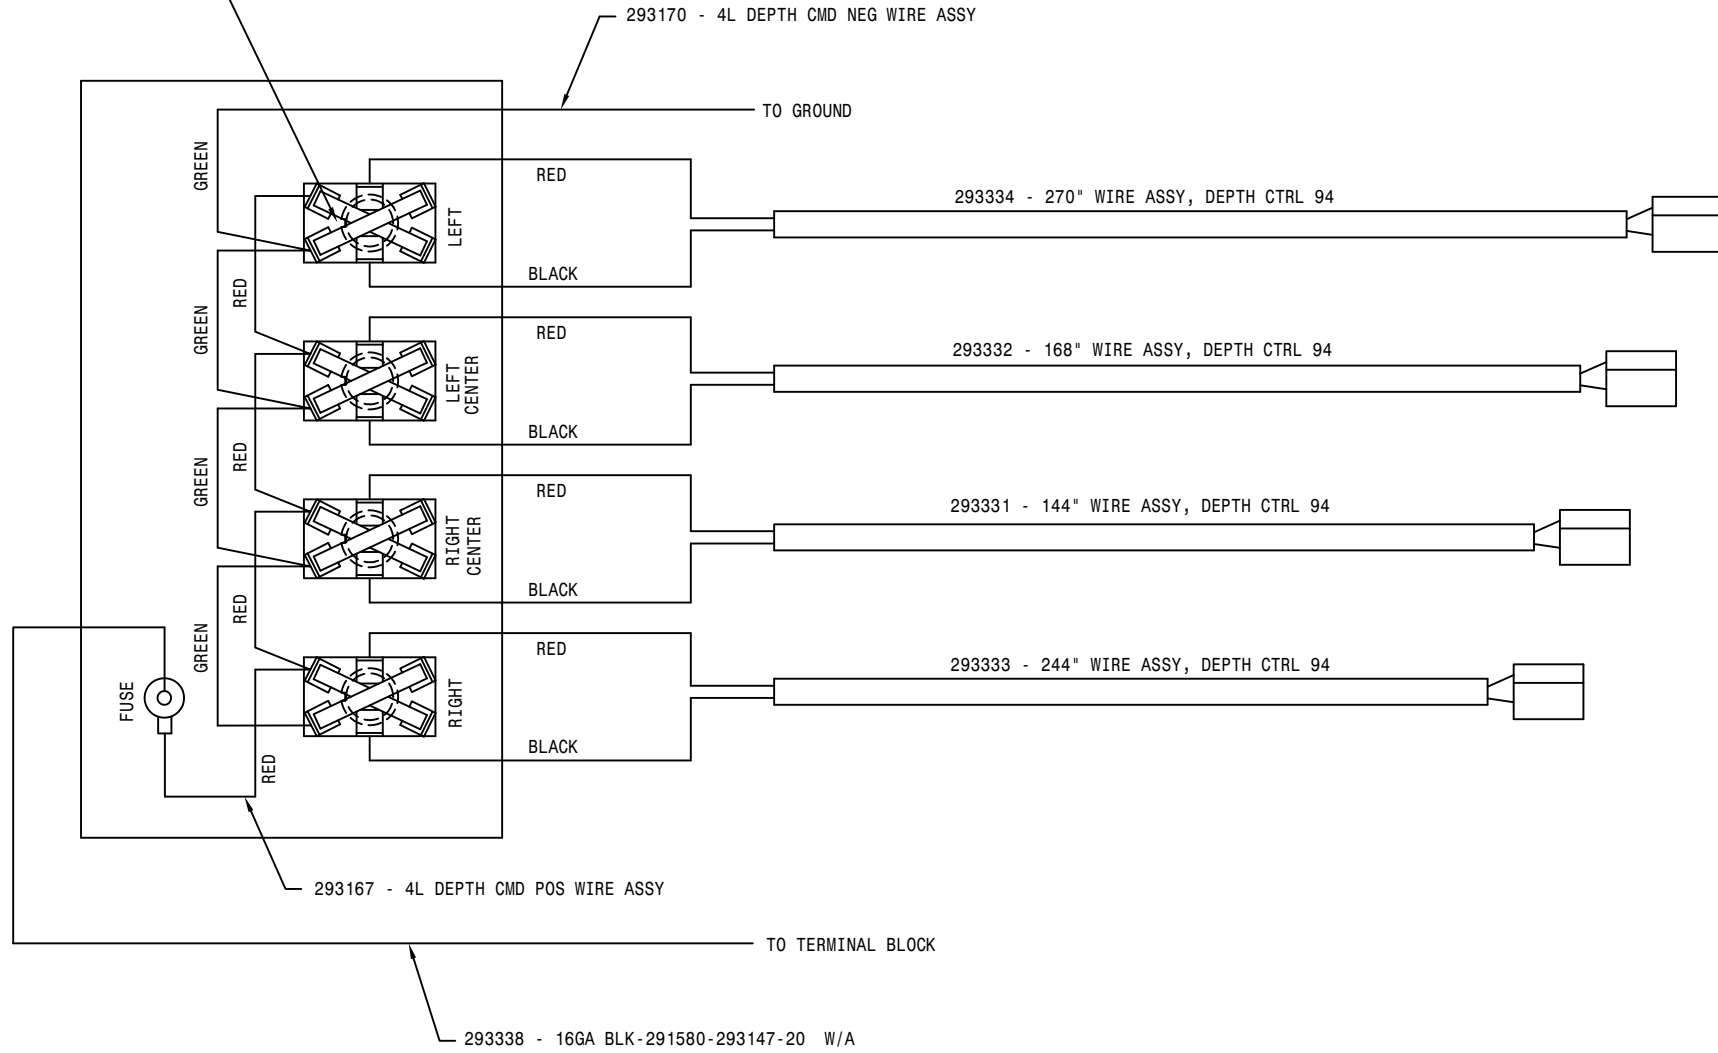 293170 - 4L DEPTH CMD NEG WIRE ASSY
TO GROUND
GREEN
RED
LEFT
BLACK
293334 - 270" WIRE ASSY, DEPTH CTRL 94
GREEN
RED
RED
LEFT
CENTER
BLACK
293332 - 168" WIRE ASSY, DEPTH CTRL 94
GREEN
RED
RED
RIGHT
CENTER
BLACK
293331 - 144" WIRE ASSY, DEPTH CTRL 94
GREEN
RED
RED
RIGHT
BLACK
293333 - 244" WIRE ASSY, DEPTH CTRL 94
FUSE
RED
293167 - 4L DEPTH CMD POS WIRE ASSY
TO TERMINAL BLOCK
293338 - 16GA BLK-291580-293147-20 W/A